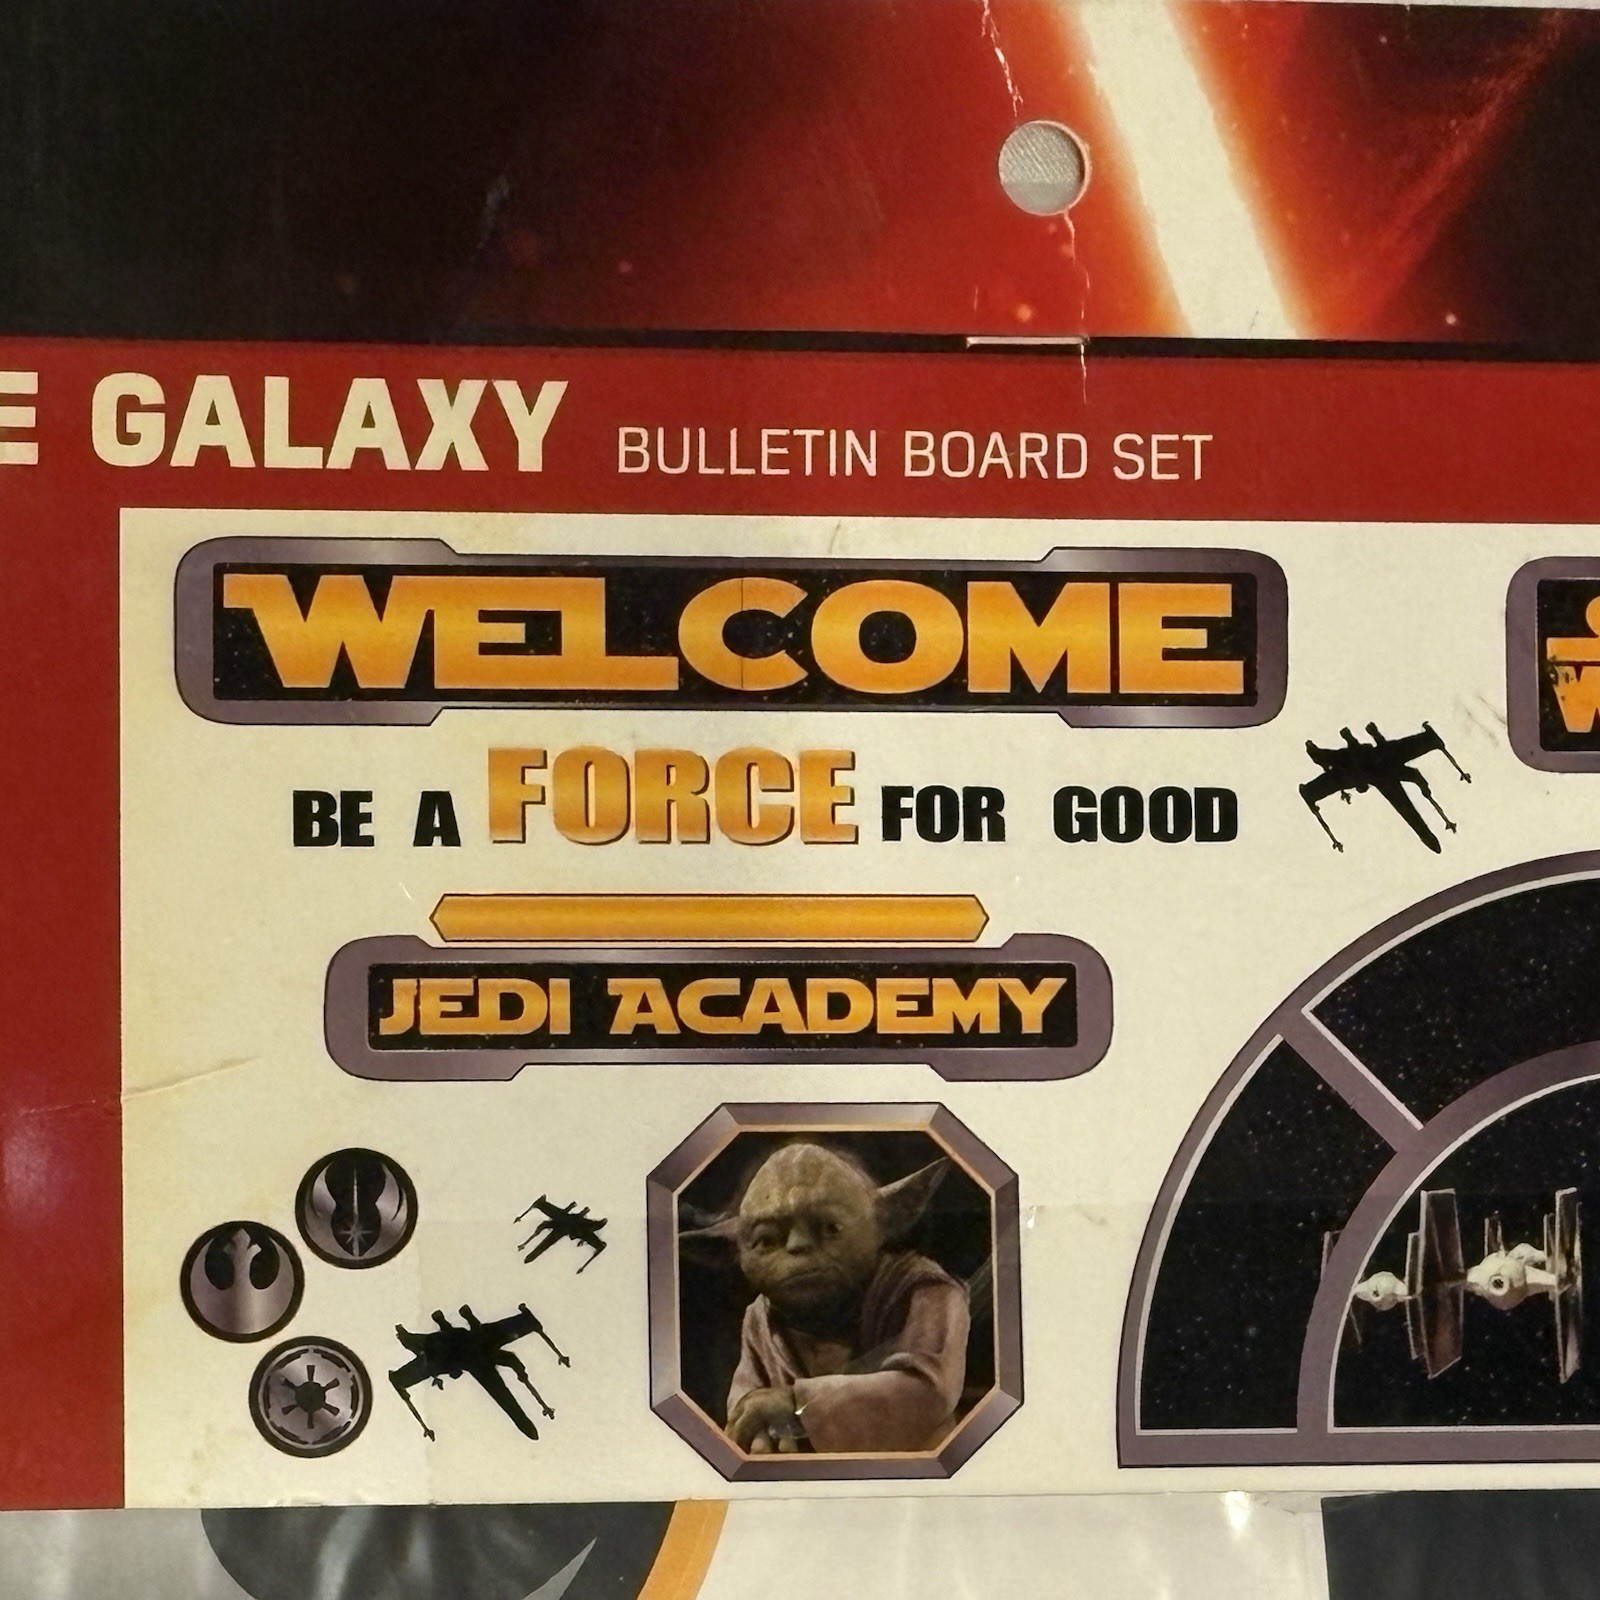 GALAXY BULLETIN BOARD SET
WELCOME
BE A FORCE FOR GOOD
JEDI ACADEMY